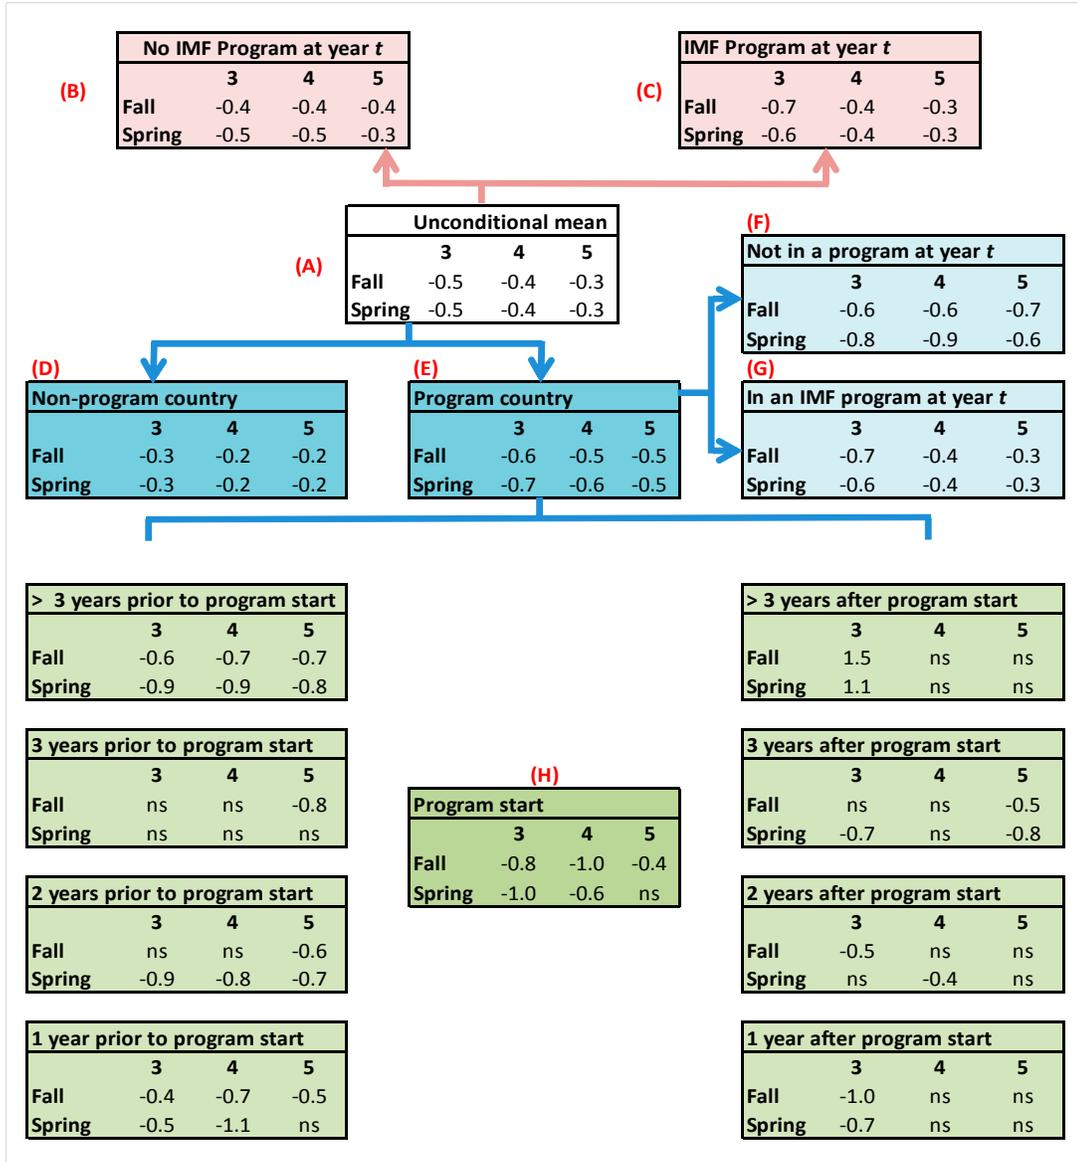 No IMF Program at year t
3 4 5
(B)
Fall -0.4 -0.4 -0.4
Spring -0.5 -0.5 -0.3
IMF Program at year t
3 4 5
(C)
Fall -0.7 -0.4 -0.3
Spring -0.6 -0.4 -0.3
Unconditional mean
3 4 5
(A)
Fall -0.5 -0.4 -0.3
Spring -0.5 -0.4 -0.3
(F)
Not in a program at year t
3 4 5
Fall -0.6 -0.6 -0.7
Spring -0.8 -0.9 -0.6
(D)
Non-program country
3 4 5
Fall -0.3 -0.2 -0.2
Spring -0.3 -0.2 -0.2
(E)
Program country
3 4 5
Fall -0.6 -0.5 -0.5
Spring -0.7 -0.6 -0.5
(G)
In an IMF program at year t
3 4 5
Fall -0.7 -0.4 -0.3
Spring -0.6 -0.4 -0.3
> 3 years prior to program start
3 4 5
Fall -0.6 -0.7 -0.7
Spring -0.9 -0.9 -0.8
3 years prior to program start
3 4 5
Fall ns ns -0.8
Spring ns ns ns
2 years prior to program start
3 4 5
Fall ns ns -0.6
Spring -0.9 -0.8 -0.7
1 year prior to program start
3 4 5
Fall -0.4 -0.7 -0.5
Spring -0.5 -1.1 ns
(H)
Program start
3 4 5
Fall -0.8 -1.0 -0.4
Spring -1.0 -0.6 ns
> 3 years after program start
3 4 5
Fall 1.5 ns ns
Spring 1.1 ns ns
3 years after program start
3 4 5
Fall ns ns -0.5
Spring -0.7 ns -0.8
2 years after program start
3 4 5
Fall -0.5 ns ns
Spring ns -0.4 ns
1 year after program start
3 4 5
Fall -1.0 ns ns
Spring -0.7 ns ns